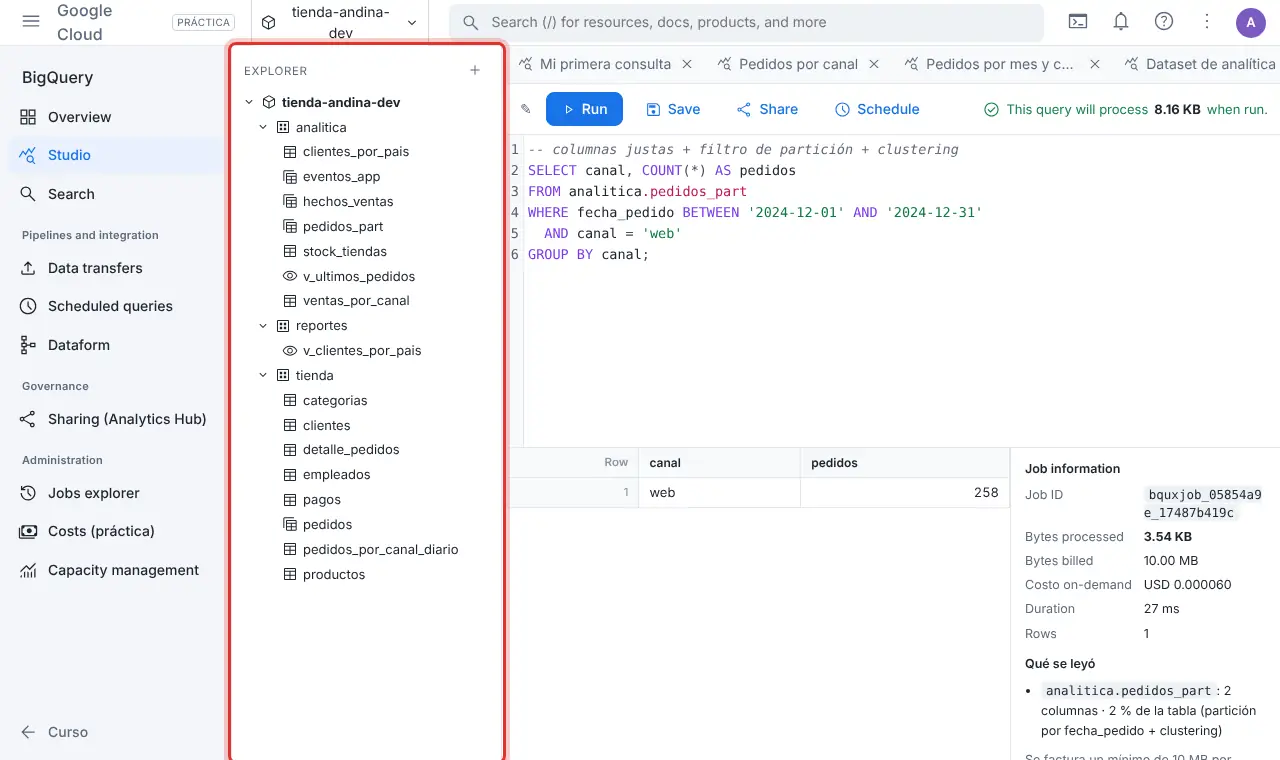 Google Cloud
PRÁCTICA
tienda-andina-dev
Search (/) for resources, docs, products, and more
A
BigQuery
Overview
Studio
Search
Pipelines and integration
Data transfers
Scheduled queries
Dataform
Governance
Sharing (Analytics Hub)
Administration
Jobs explorer
Costs (práctica)
Capacity management
Curso
EXPLORER
tienda-andina-dev
analitica
clientes_por_pais
eventos_app
hechos_ventas
pedidos_part
stock_tiendas
v_ultimos_pedidos
ventas_por_canal
reportes
v_clientes_por_pais
tienda
categorias
clientes
detalle_pedidos
empleados
pagos
pedidos
pedidos_por_canal_diario
productos
Mi primera consulta
Pedidos por canal
Pedidos por mes y c...
Dataset de analítica
Run
Save
Share
Schedule
This query will process 8.16 KB when run.
1 -- columnas justas + filtro de partición + clustering
2 SELECT canal, COUNT(*) AS pedidos
3 FROM analitica.pedidos_part
4 WHERE fecha_pedido BETWEEN '2024-12-01' AND '2024-12-31'
5 AND canal = 'web'
6 GROUP BY canal;
Row canal pedidos
1 web 258
Job information
Job ID bquxjob_05854a9
e_17487b419c
Bytes processed 3.54 KB
Bytes billed 10.00 MB
Costo on-demand USD 0.000060
Duration 27 ms
Rows 1
Qué se leyó
• analitica.pedidos_part : 2
columnas · 2 % de la tabla (partición
por fecha_pedido + clustering)
Se factura un mínimo de 10 MB por